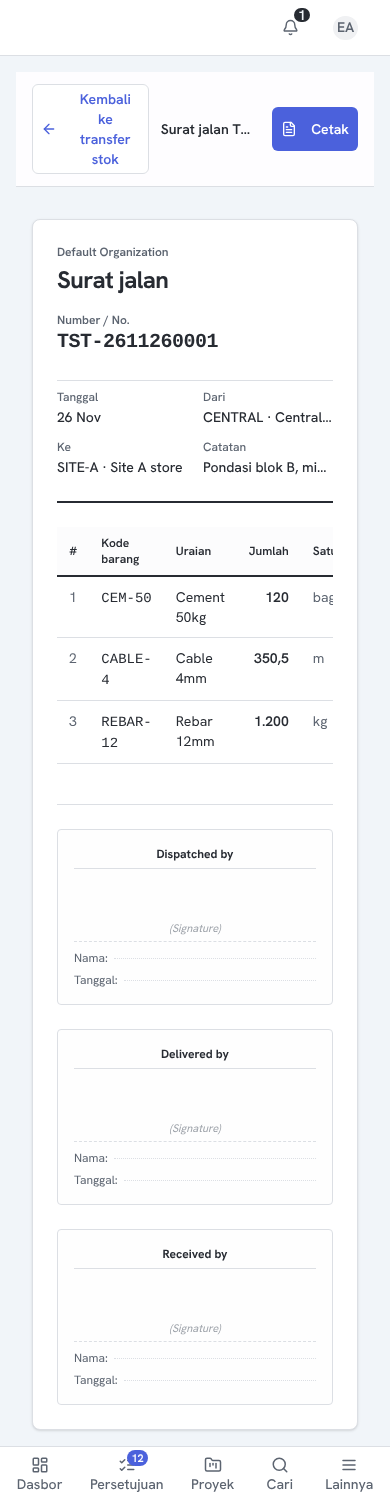 1
EA
Kembali
ke
transfer
stok
Surat jalan T...
Cetak
Default Organization
Surat jalan
Number / No.
TST-2611260001
Tanggal
Dari
26 Nov
CENTRAL · Central...
Ke
Catatan
SITE-A · Site A store
Pondasi blok B, mi...
# Kode barang Uraian Jumlah Satu
1 CEM-50 Cement 50kg 120 bag
2 CABLE-4 Cable 4mm 350,5 m
3 REBAR-12 Rebar 12mm 1.200 kg
Dispatched by
(Signature)
Nama:
Tanggal:
Delivered by
(Signature)
Nama:
Tanggal:
Received by
(Signature)
Nama:
Tanggal:
12
Dasbor Persetujuan Proyek Cari Lainnya